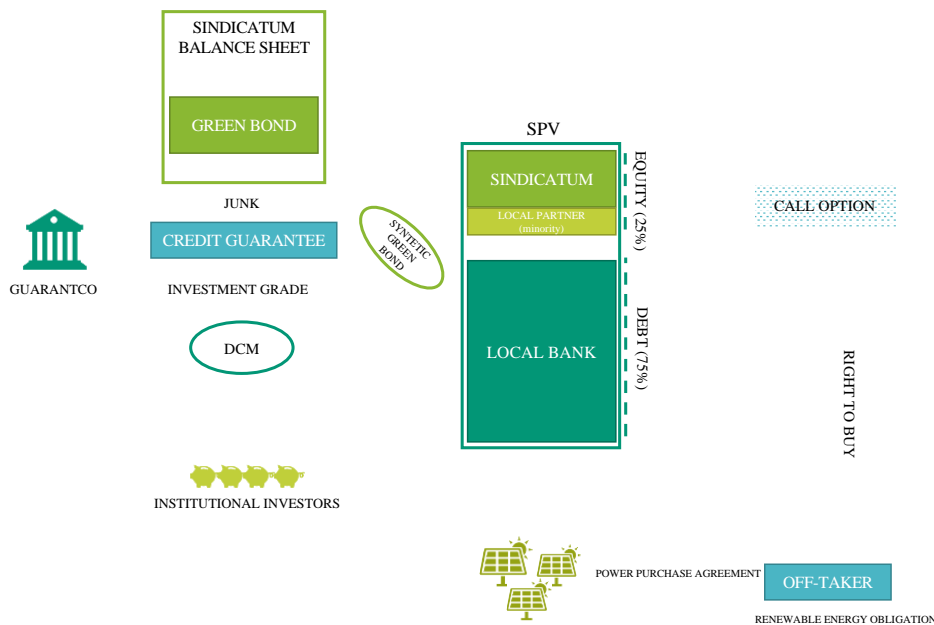 SINDICATUM
BALANCE SHEET
GREEN BOND
JUNK
CREDIT GUARANTEE
INVESTMENT GRADE
GUARANTCO
DCM
INSTITUTIONAL INVESTORS
SYNTETIC
GREEN
BOND
SPV
SINDICATUM
LOCAL PARTNER
(minority)
LOCAL BANK
EQUITY (25%)
DEBT (75%)
CALL OPTION
RIGHT TO BUY
POWER PURCHASE AGREEMENT
OFF-TAKER
RENEWABLE ENERGY OBLIGATION